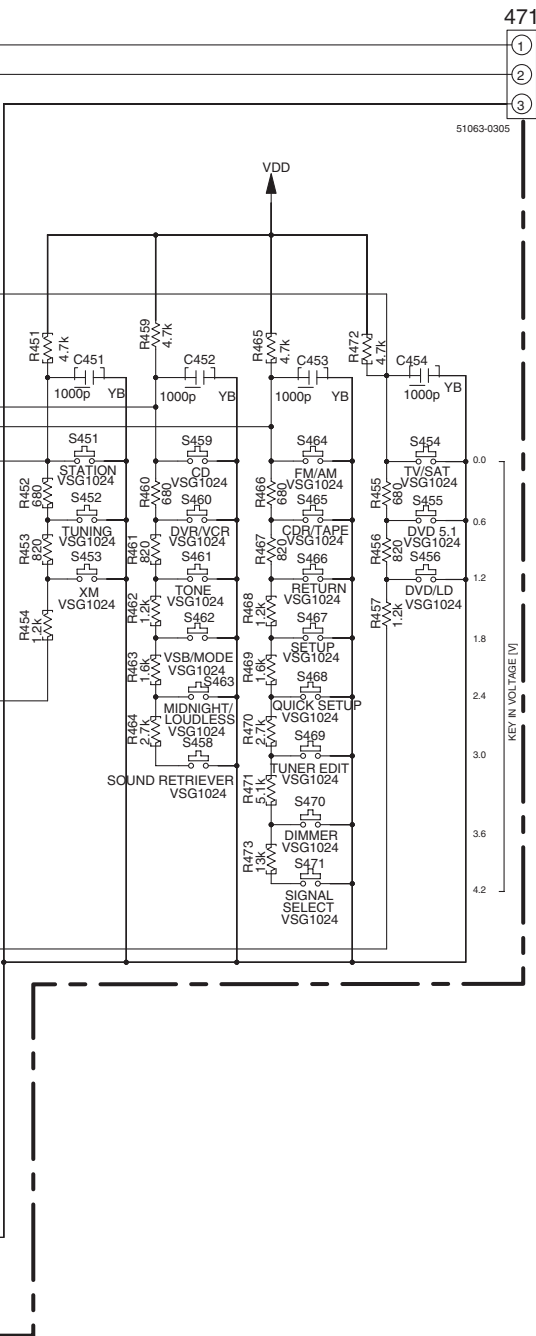 471
1
2
3
51063-0305
VDD
R451
4.7k
R459
4.7k
R465
4.7k
R472
4.7k
C451
1000p YB
C452
1000p YB
C453
1000p YB
C454
1000p YB
S451
STATION
VSG1024
R452
680
S452
TUNING
VSG1024
R453
820
S453
XM
VSG1024
R454
1.2k
S459
CD
VSG1024
R460
680
S460
DVR/VCR
VSG1024
R461
820
S461
TONE
VSG1024
R462
1.2k
S462
VSB/MODE
VSG1024
R463
1.6k
S463
MIDNIGHT/
LOUDLESS
VSG1024
R464
2.7k
S458
SOUND RETRIEVER
VSG1024
S464
FM/AM
VSG1024
R466
680
S465
CDR/TAPE
VSG1024
R467
820
S466
RETURN
VSG1024
R468
1.2k
S467
SETUP
VSG1024
R469
1.6k
S468
QUICK SETUP
VSG1024
R470
2.7k
S469
TUNER EDIT
VSG1024
R471
5.1k
S470
DIMMER
VSG1024
R473
13k
S471
SIGNAL
SELECT
VSG1024
S454
TV/SAT
VSG1024
R455
680
S455
DVD 5.1
VSG1024
R456
820
S456
DVD/LD
VSG1024
R457
1.2k
0.0
0.6
1.2
1.8
2.4
3.0
3.6
4.2
KEY IN VOLTAGE [V]